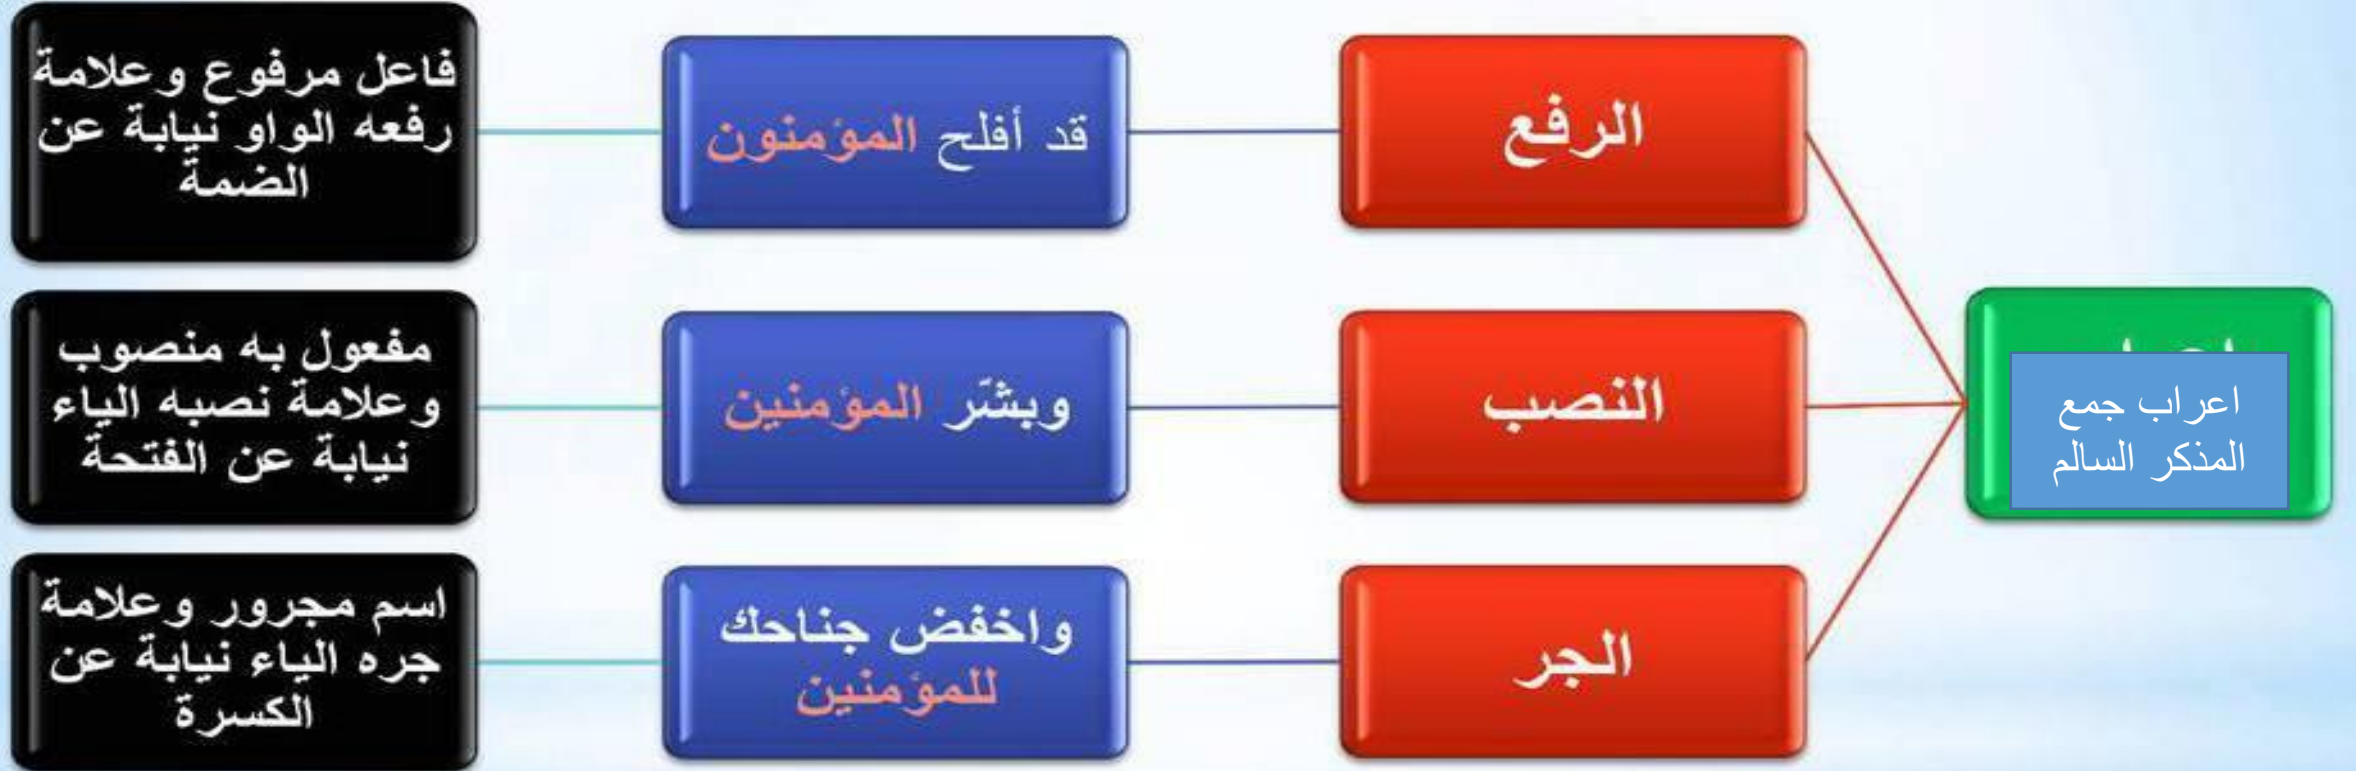 اعراب جمع
المذكر السالم
الرفع
قد أفلح المؤمنون
فاعل مرفوع وعلامة
رفعه الواو نيابة عن
الضمة
النصب
وبشّر المؤمنين
مفعول به منصوب
وعلامة نصبه الياء
نيابة عن الفتحة
الجر
واخفض جناحك
للمؤمنين
اسم مجرور وعلامة
جره الياء نيابة عن
الكسرة